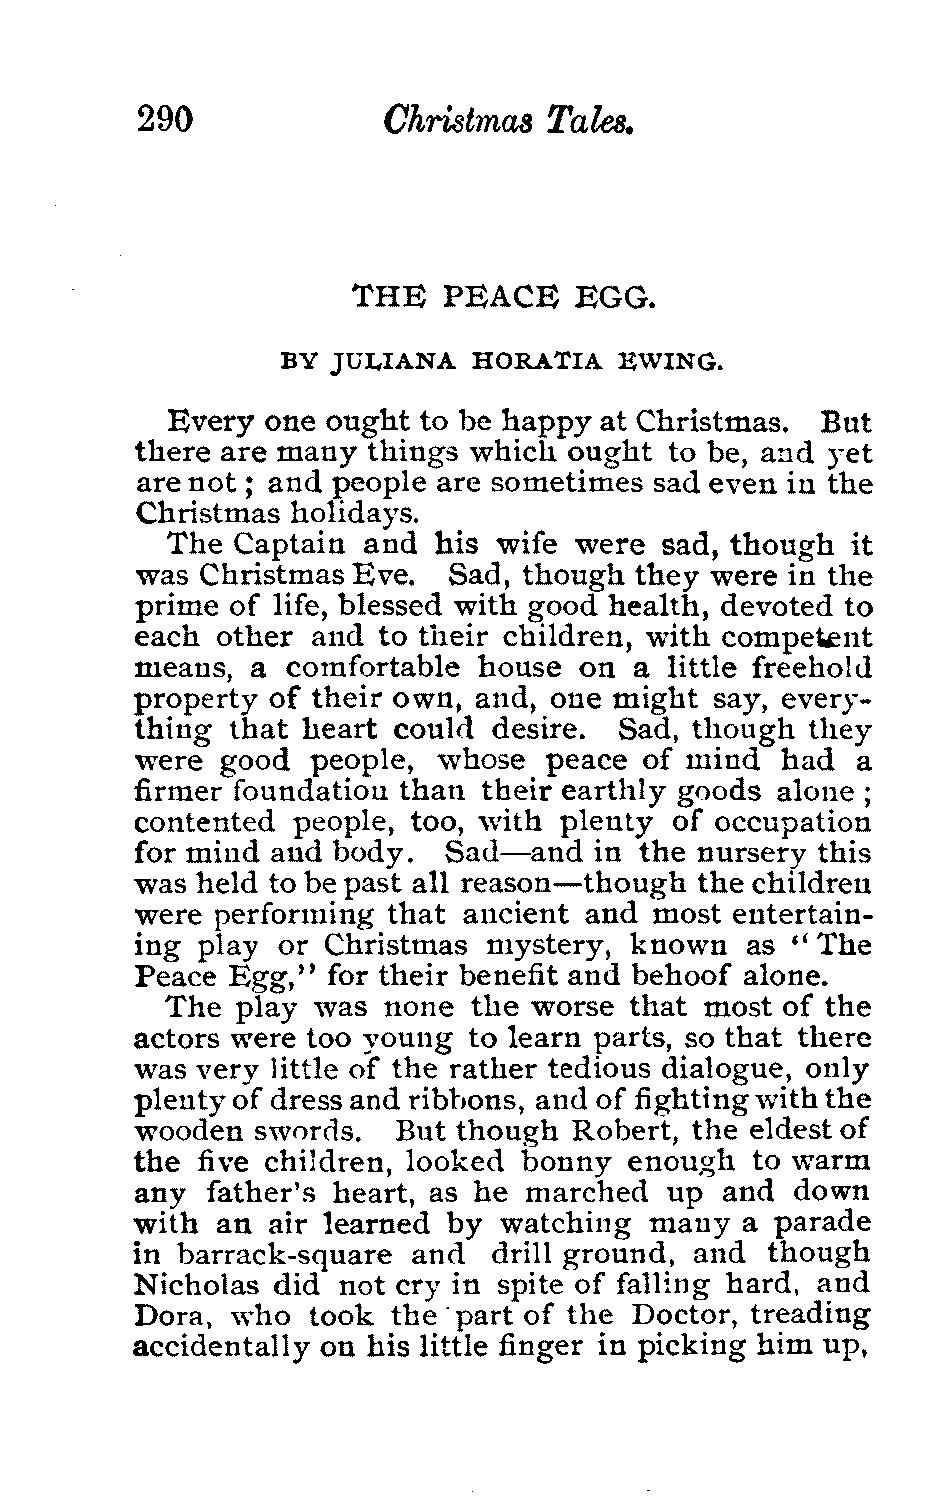 290 Christmas Tales.
THE PEACE EGG.
BY JULIANA HORATIA EWING.
Every one ought to be happy at Christmas. But
there are many things which ought to be, and yet
are not ; and people are sometimes sad even in the
Christmas holidays.
The Captain and his wife were sad, though it
was Christmas Eve. Sad, though they were in the
prime of life, blessed with good health, devoted to
each other and to their children, with competent
means, a comfortable house on a little freehold
property of their own, and, one might say, every-
thing that heart could desire. Sad, though they
were good people, whose peace of mind had a
firmer foundation than their earthly goods alone ;
contented people, too, with plenty of occupation
for mind and body. Sad—and in the nursery this
was held to be past all reason—though the children
were performing that ancient and most entertain-
ing play or Christmas mystery, known as “The
Peace Egg,” for their benefit and behoof alone.
The play was none the worse that most of the
actors were too young to learn parts, so that there
was very little of the rather tedious dialogue, only
plenty of dress and ribbons, and of fighting with the
wooden swords. But though Robert, the eldest of
the five children, looked bonny enough to warm
any father's heart, as he marched up and down
with an air learned by watching many a parade
in barrack-square and drill ground, and though
Nicholas did not cry in spite of falling hard, and
Dora, who took the part of the Doctor, treading
accidentally on his little finger in picking him up,